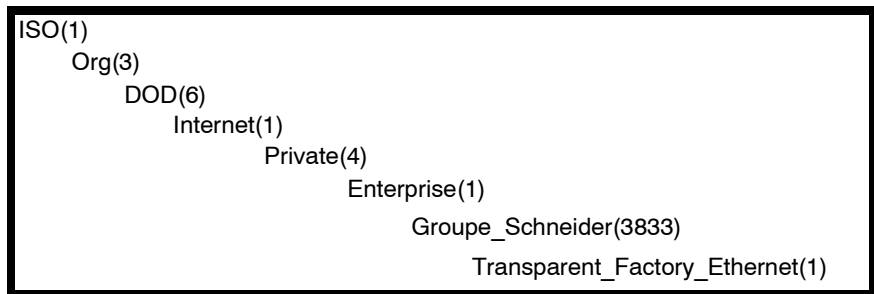 ISO(1)
Org(3)
DOD(6)
Internet(1)
Private(4)
Enterprise(1)
Groupe_Schneider(3833)
Transparent_Factory_Ethernet(1)